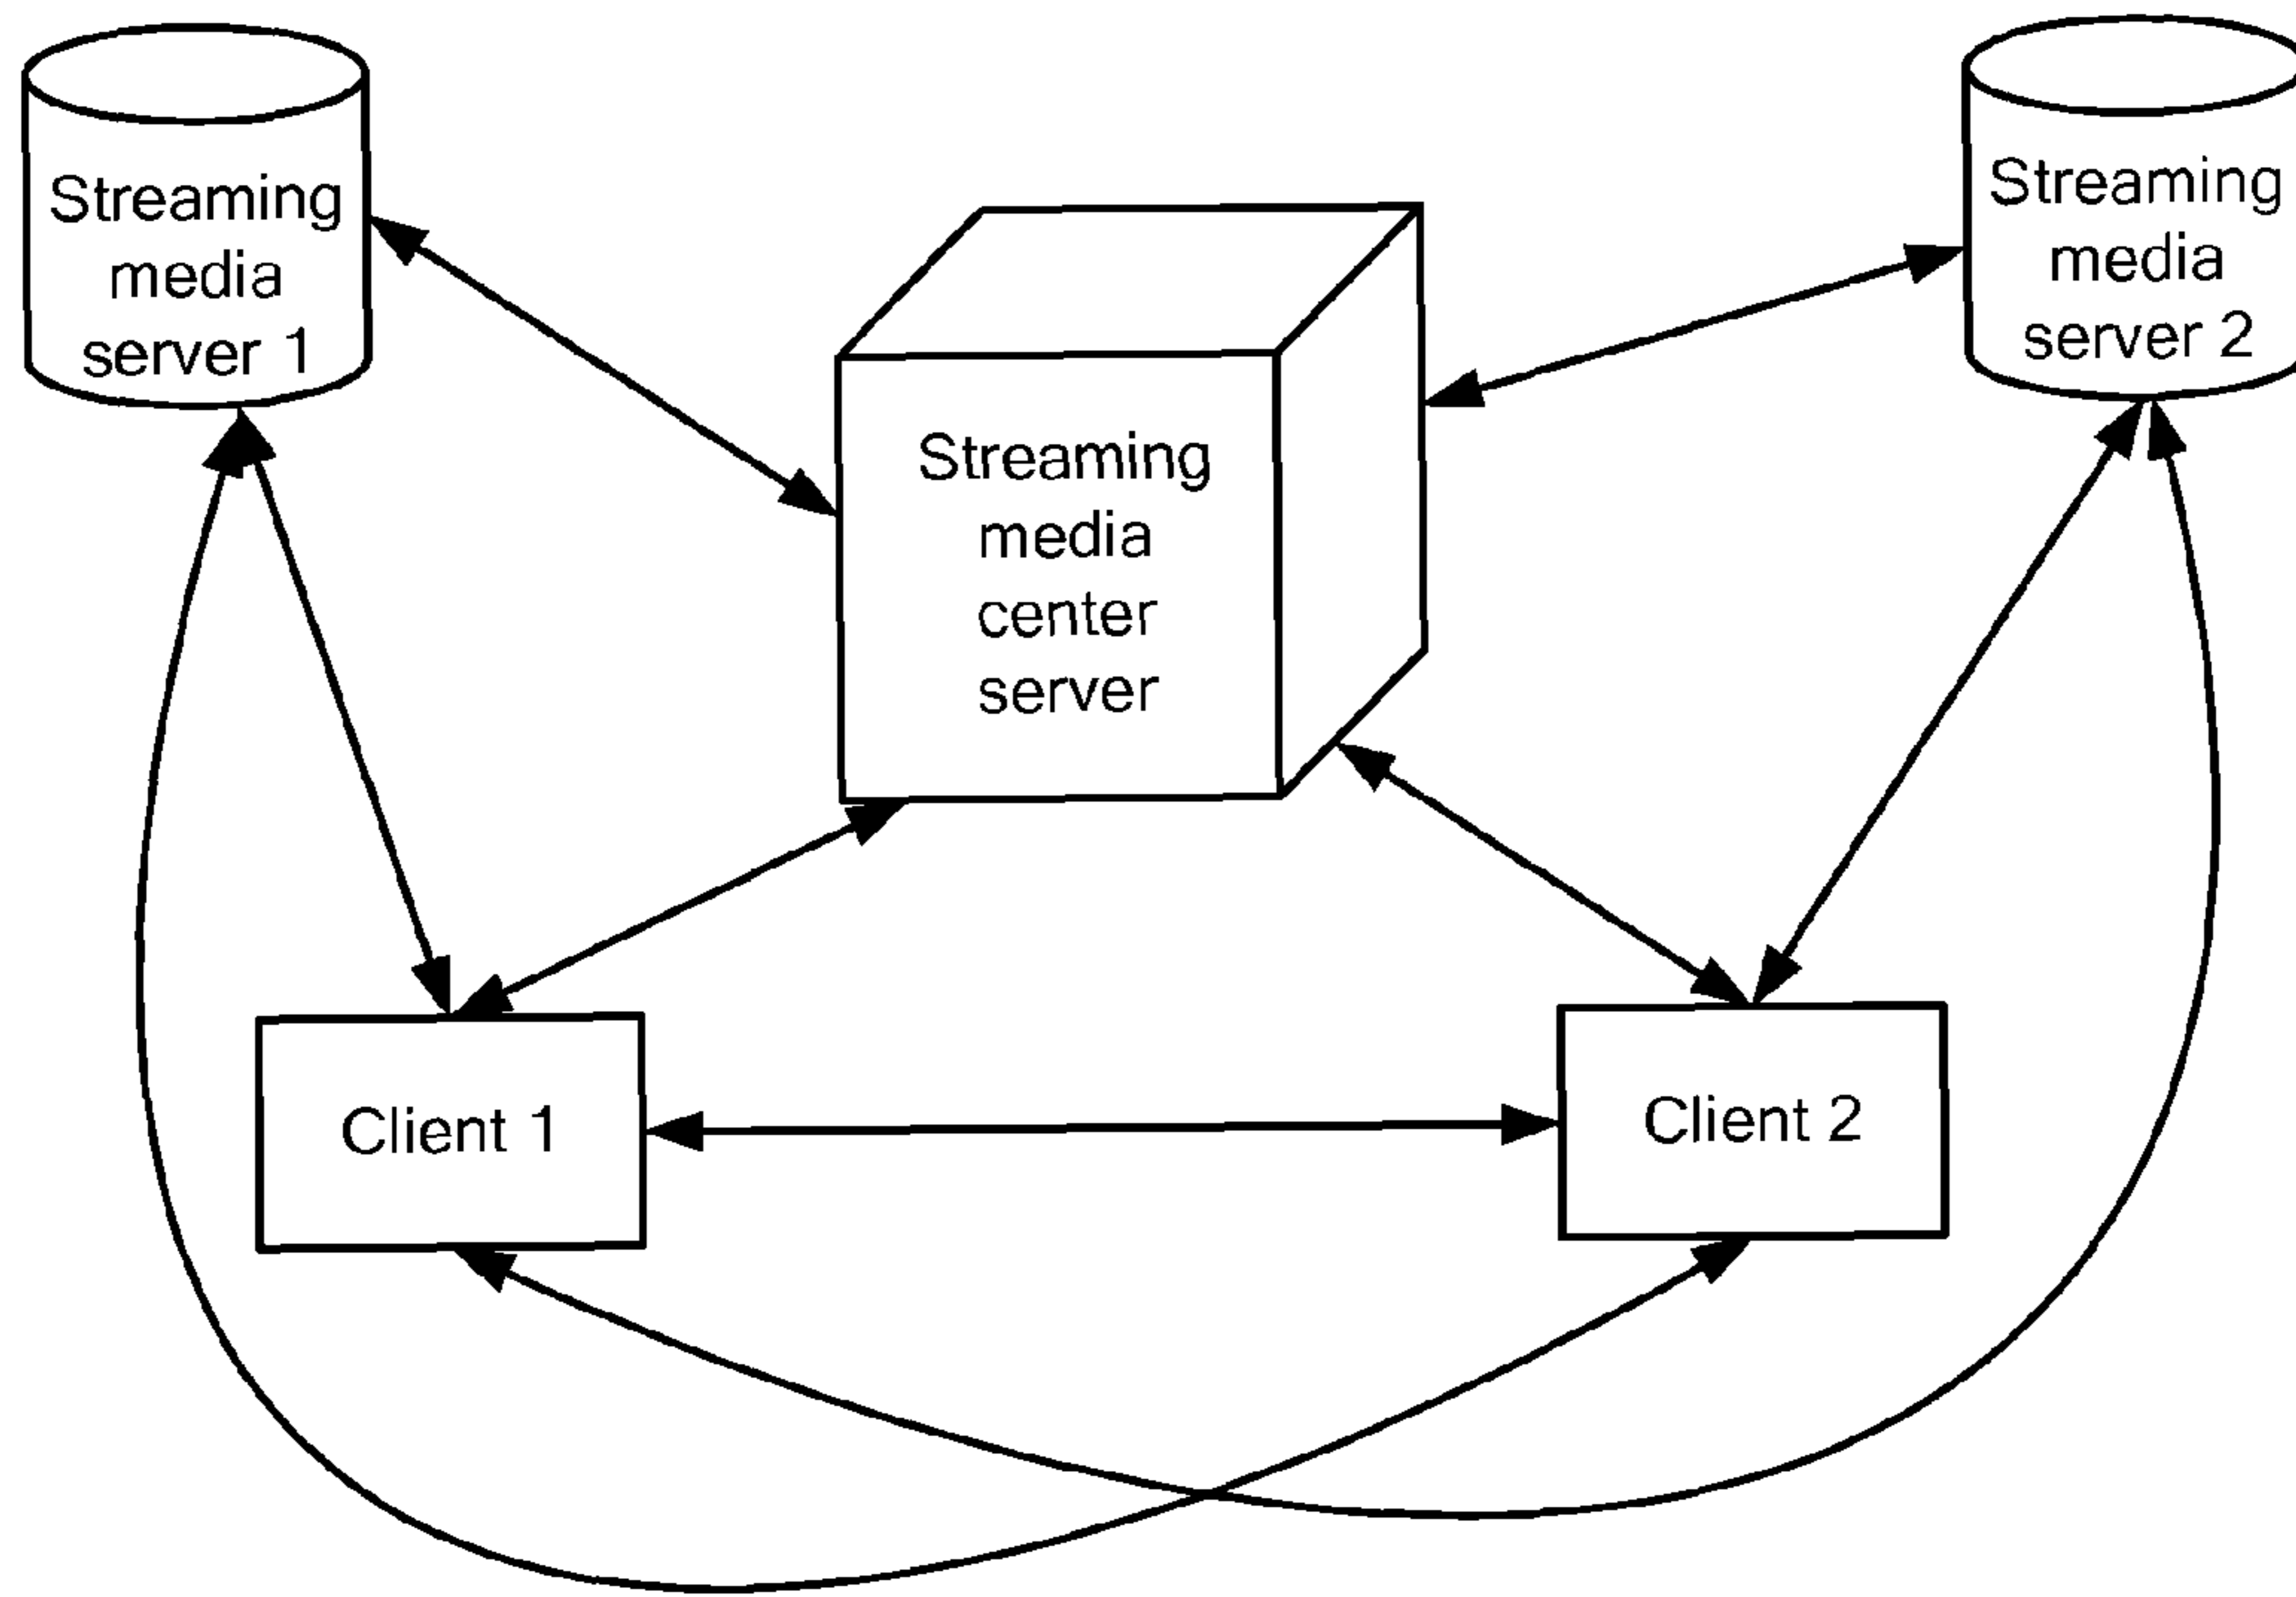 Streaming
media
server 1
Streaming
media
server 2
Streaming
media
center
server
Client 1
Client 2